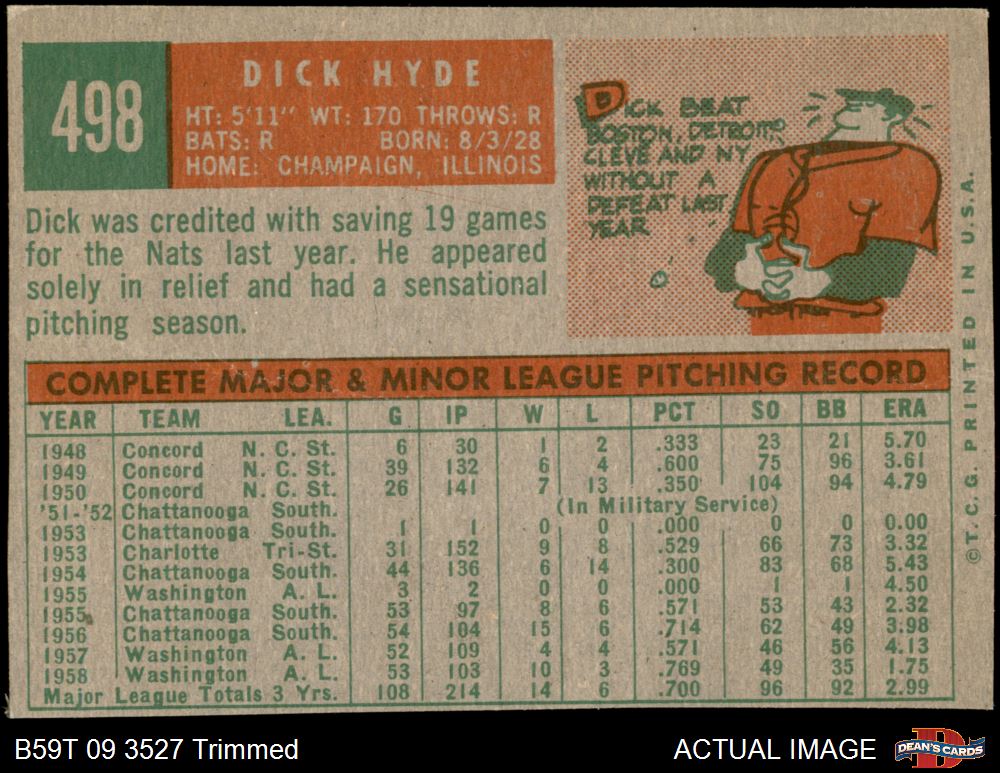 498
DICK HYDE
HT: 5'11" WT: 170 THROWS: R
BATS: R BORN: 8/3/28
HOME: CHAMPAIGN, ILLINOIS
DICK BEAT
BOSTON, DETROIT,
CLEVE AND NY
WITHOUT A
DEFEAT LAST
YEAR
Dick was credited with saving 19 games
for the Nats last year. He appeared
solely in relief and had a sensational
pitching season.
COMPLETE MAJOR & MINOR LEAGUE PITCHING RECORD
YEAR TEAM LEA. G IP W L PCT SO BB ERA
1948 Concord N. C. St. 6 30 1 2 .333 23 21 5.70
1949 Concord N. C. St. 39 132 6 4 .600 75 96 3.61
1950 Concord N. C. St. 26 141 7 13 .350 104 94 4.79
'51-'52 Chattanooga South. (In Military Service)
1953 Chattanooga South. 1 1 0 0 .000 0 0 0.00
1953 Charlotte Tri-St. 31 152 9 8 .529 66 73 3.32
1954 Chattanooga South. 44 136 6 14 .300 83 68 5.43
1955 Washington A. L. 3 2 0 0 .000 1 1 4.50
1955 Chattanooga South. 53 97 8 6 .571 53 43 2.32
1956 Chattanooga South. 54 104 15 6 .714 62 49 3.98
1957 Washington A. L. 52 109 4 4 .571 46 56 4.13
1958 Washington A. L. 53 103 10 3 .769 49 35 1.75
Major League Totals 3 Yrs. 108 214 14 6 .700 96 92 2.99
©T.C.G. PRINTED IN U.S.A.
B59T 09 3527 Trimmed
ACTUAL IMAGE
DEAN'S CARDS